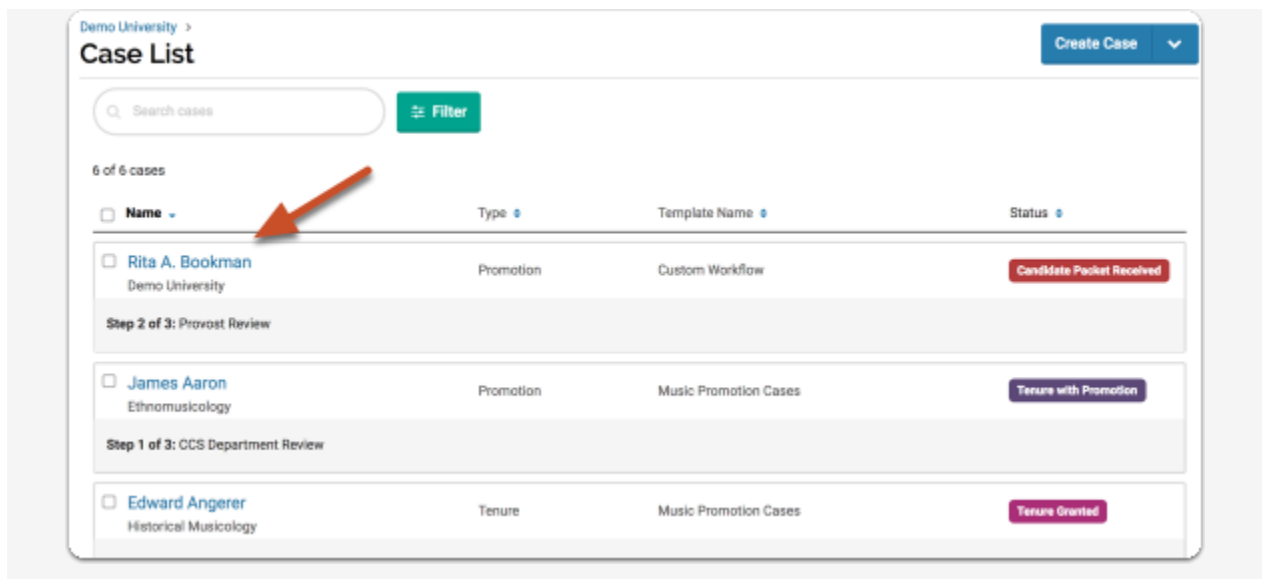 Demo University >
Case List
Create Case
Search cases
Filter
6 of 6 cases
Name Type Template Name Status
Rita A. Bookman Promotion Custom Workflow Candidate Packet Received
Demo University
Step 2 of 3: Provost Review
James Aaron Promotion Music Promotion Cases Tenure with Promotion
Ethnomusicology
Step 1 of 3: CCS Department Review
Edward Angerer Tenure Music Promotion Cases Tenure Granted
Historical Musicology